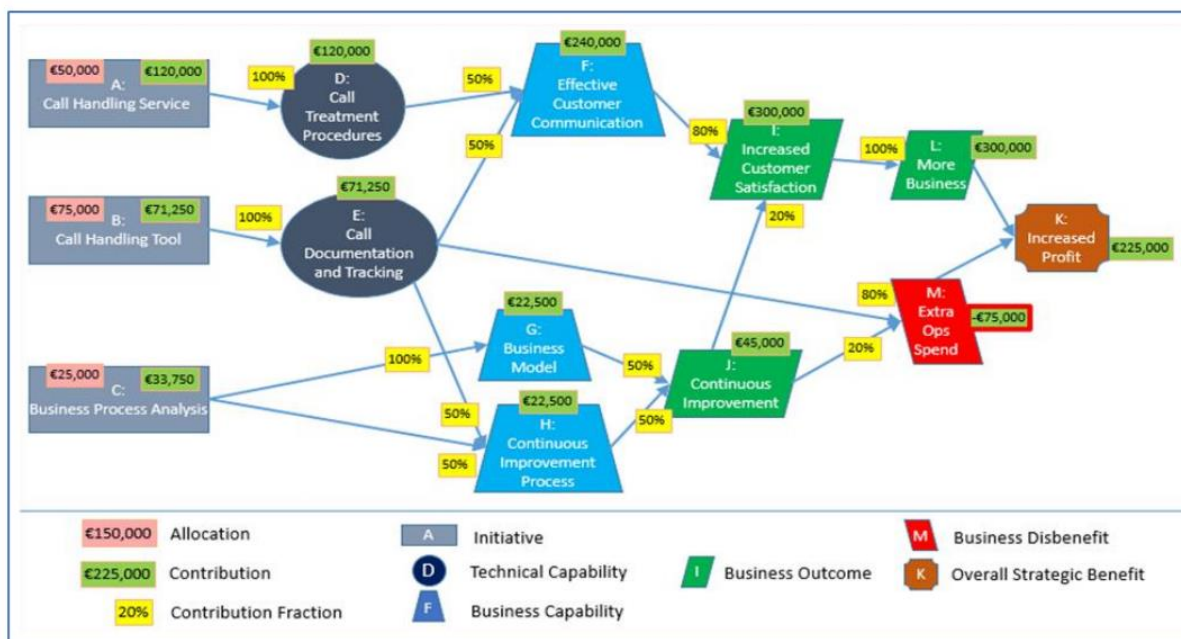 €50,000
€120,000
A:
Call Handling Service
100%
€120,000
D:
Call
Treatment
Procedures
50%
50%
€240,000
F:
Effective
Customer
Communication
80%
€300,000
I:
Increased
Customer
Satisfaction
20%
100%
L:
More
Business
€300,000
€75,000
€71,250
B:
Call Handling Tool
100%
€71,250
E:
Call
Documentation
and Tracking
K:
Increased
Profit
€225,000
80%
M:
Extra
Ops
Spend
-€75,000
20%
€22,500
G:
Business
Model
50%
€45,000
J:
Continuous
Improvement
€25,000
€33,750
C:
Business Process Analysis
100%
50%
50%
€22,500
H:
Continuous
Improvement
Process
50%
€150,000 Allocation
€225,000 Contribution
20% Contribution Fraction
A Initiative
D Technical Capability
F Business Capability
I Business Outcome
M Business Disbenefit
K Overall Strategic Benefit